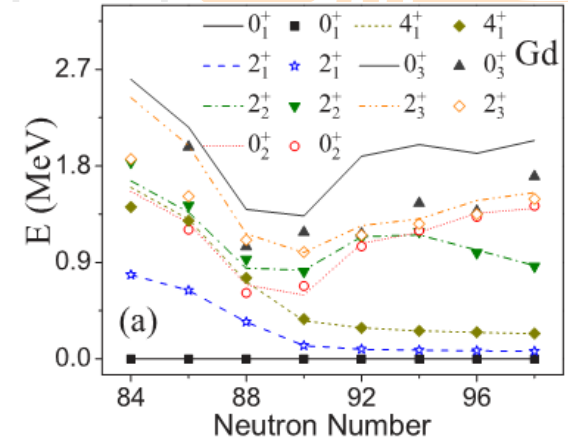 0₁⁺ 0₁⁺ 4₁⁺ 4₁⁺
2₁⁺ 2₁⁺ 0₃⁺ 0₃⁺
2₂⁺ 2₂⁺ 2₃⁺ 2₃⁺
0₂⁺ 0₂⁺
Gd
2.7
1.8
0.9
0.0
E (MeV)
(a)
84 88 92 96
Neutron Number